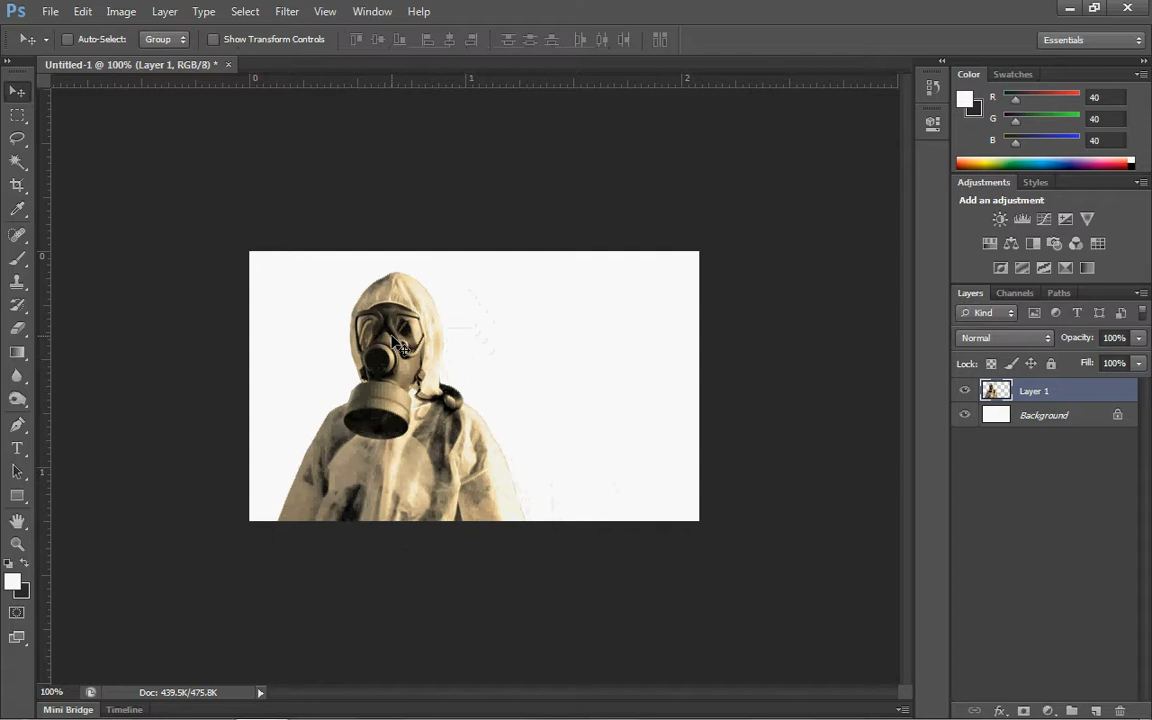 Ps File Edit Image Layer Type Select Filter View Window Help
Auto-Select: Group Show Transform Controls Essentials
Untitled-1 @ 100% (Layer 1, RGB/8) * ×
0 1 2
0
1
Color Swatches
R 40
G 40
B 40
Adjustments Styles
Add an adjustment
Layers Channels Paths
Kind
Normal Opacity: 100%
Lock: Fill: 100%
Layer 1
Background
100% Doc: 439.5K/475.8K
Mini Bridge Timeline